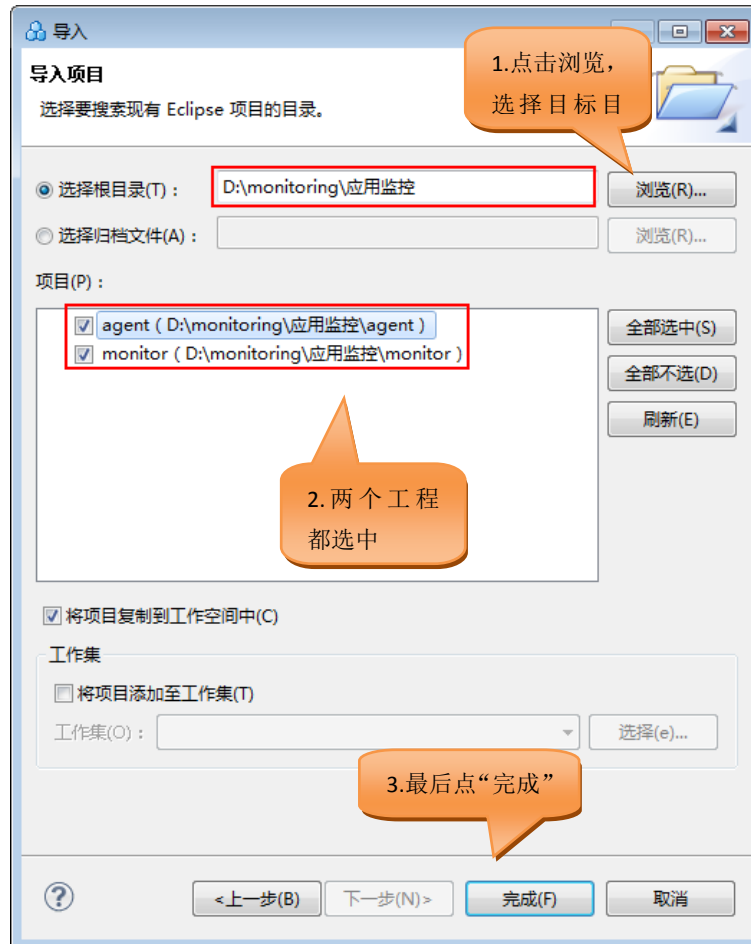 导入
导入项目
选择要搜索现有 Eclipse 项目的目录。
1.点击浏览，
选择目标目
选择根目录(T)：
D:\monitoring\应用监控
浏览(R)...
选择归档文件(A)：
浏览(R)...
项目(P)：
agent（D:\monitoring\应用监控\agent）
monitor（D:\monitoring\应用监控\monitor）
全部选中(S)
全部不选(D)
刷新(E)
2.两个工程
都选中
将项目复制到工作空间中(C)
工作集
将项目添加至工作集(T)
工作集(O)：
选择(e)...
3.最后点“完成”
<上一步(B)
下一步(N)>
完成(F)
取消